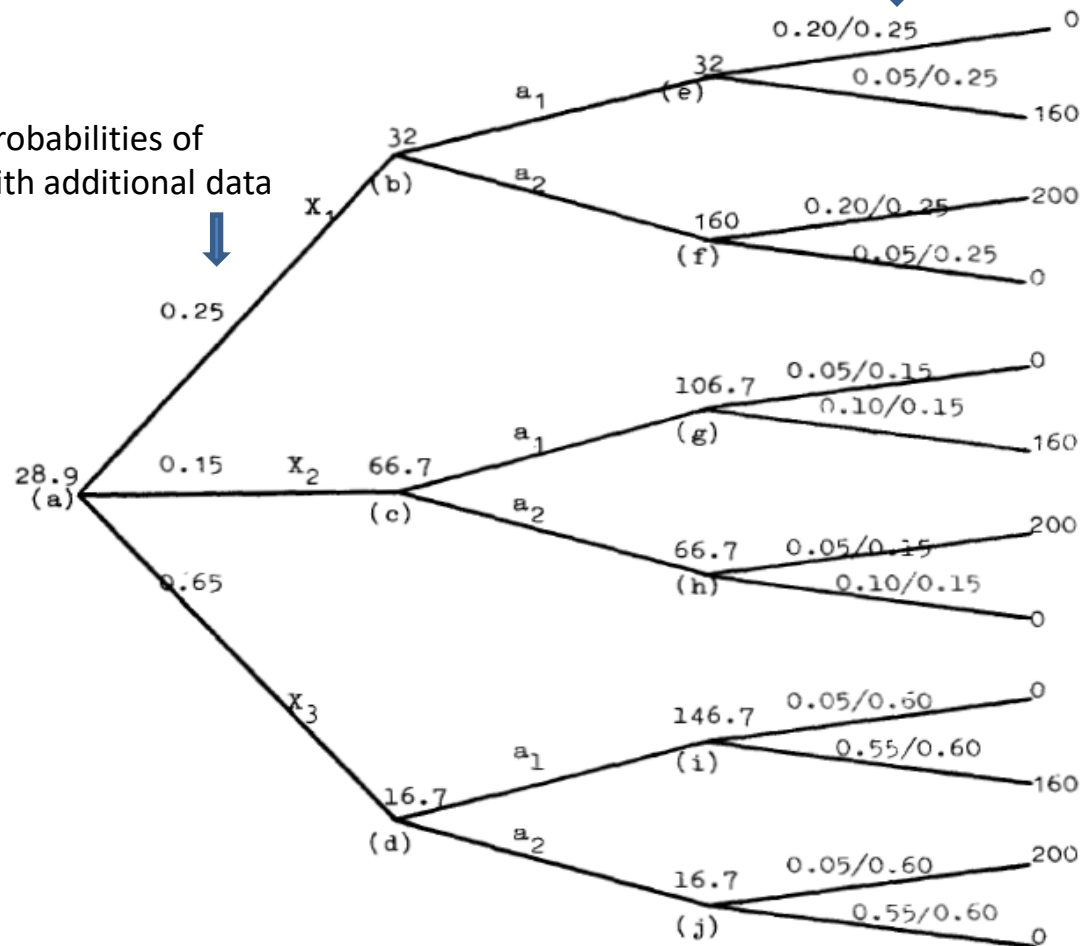 0.20/0.25
0
32
(e)
0.05/0.25
160
a1
robabilities of
ith additional data
32
(b)
a2
X1
160
(f)
0.20/0.25
200
0.05/0.25
0
0.25
106.7
(g)
0.05/0.15
0
0.10/0.15
160
a1
28.9
(a)
0.15
X2
66.7
(c)
a2
66.7
(h)
0.05/0.15
200
0.10/0.15
0
0.65
X3
146.7
(i)
0.05/0.60
0
0.55/0.60
160
a1
16.7
(d)
a2
16.7
(j)
0.05/0.60
200
0.55/0.60
0